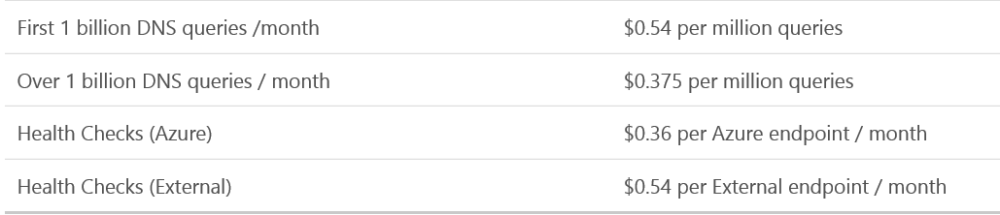 First 1 billion DNS queries /month $0.54 per million queries
Over 1 billion DNS queries / month $0.375 per million queries
Health Checks (Azure) $0.36 per Azure endpoint / month
Health Checks (External) $0.54 per External endpoint / month